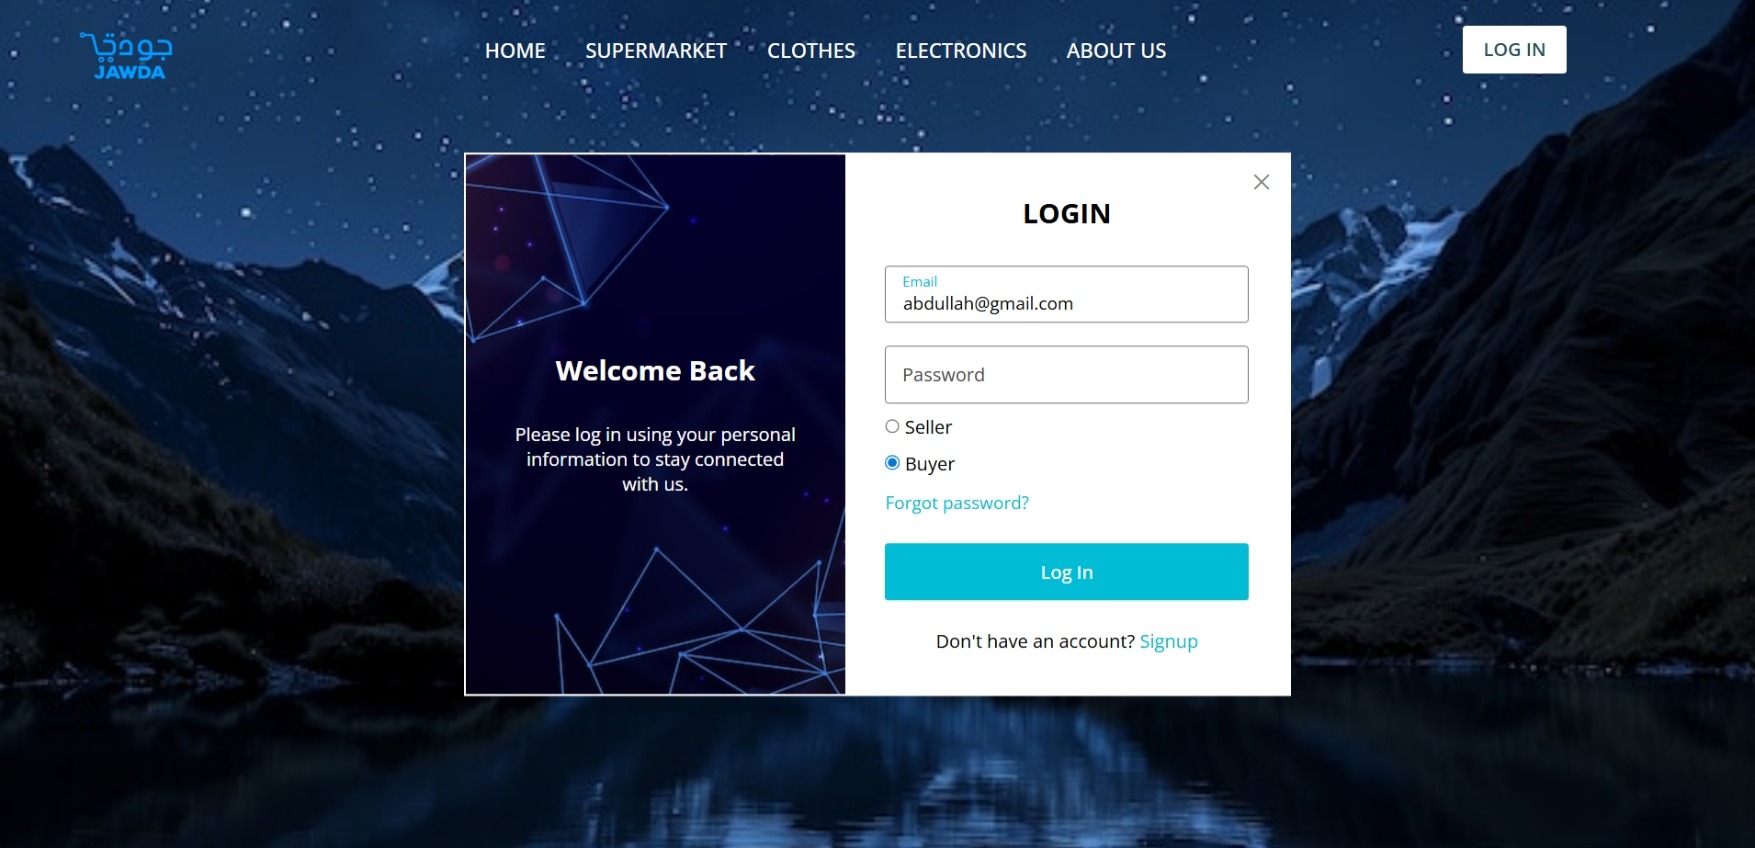 جودة
JAWDA
HOME SUPERMARKET CLOTHES ELECTRONICS ABOUT US
LOG IN
Welcome Back
Please log in using your personal
information to stay connected
with us.
LOGIN
Email
abdullah@gmail.com
Password
Seller
Buyer
Forgot password?
Log In
Don't have an account? Signup